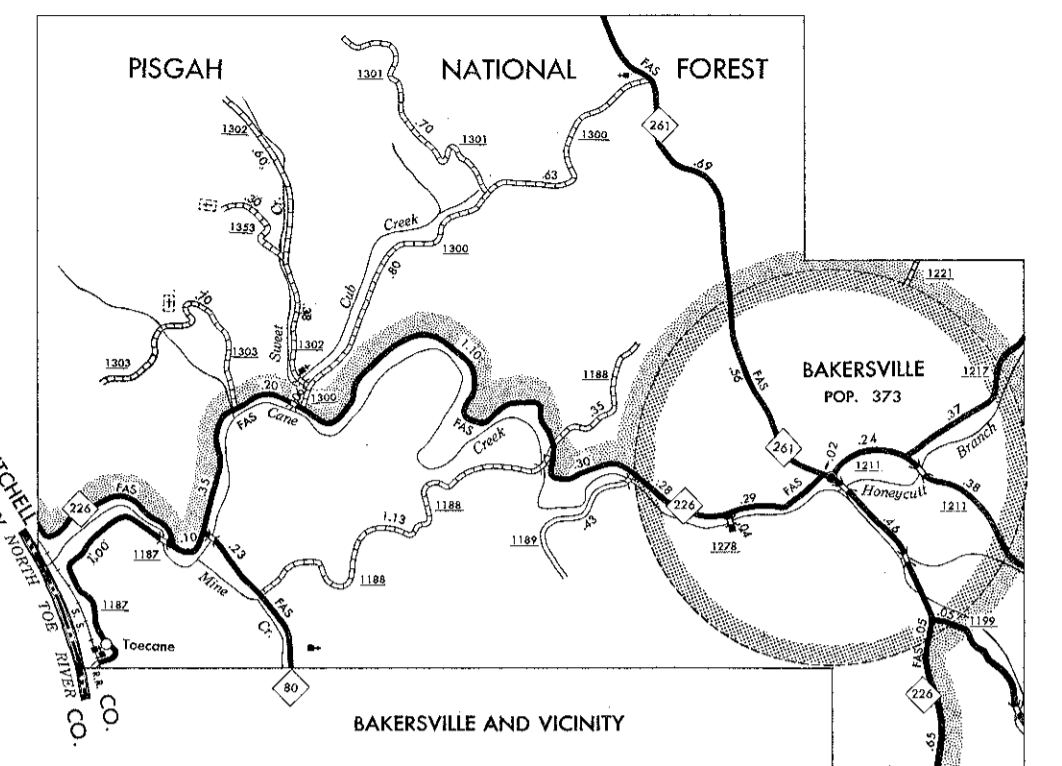 PISGAH NATIONAL FOREST
1301
FAS
261
1302
.70
1301
1300
.60
.69
.63
.30
Cr.
1353
Creek
1300
.80
1221
.10
Cub
.38
1303
1303
Sweet
1302
1.10
.20
1300
1188
FAS
Cane
FAS
Creek
.35
.56
FAS
BAKERSVILLE
POP. 373
1217
.37
261
.02
.24
Branch
1211
Honeycutt
.38
1211
.30
.28
226
.29
FAS
.04
1278
.46
.43
1189
1188
1.13
1188
MITCHELL
226
FAS
.35
.10
1187
1.00
.23
Mine
FAS
Cr.
1187
NORTH TOE RIVER
S. S.
R.R.
Toecane
CO.
CO.
80
.05
1199
FAS .05
226
.65
BAKERSVILLE AND VICINITY